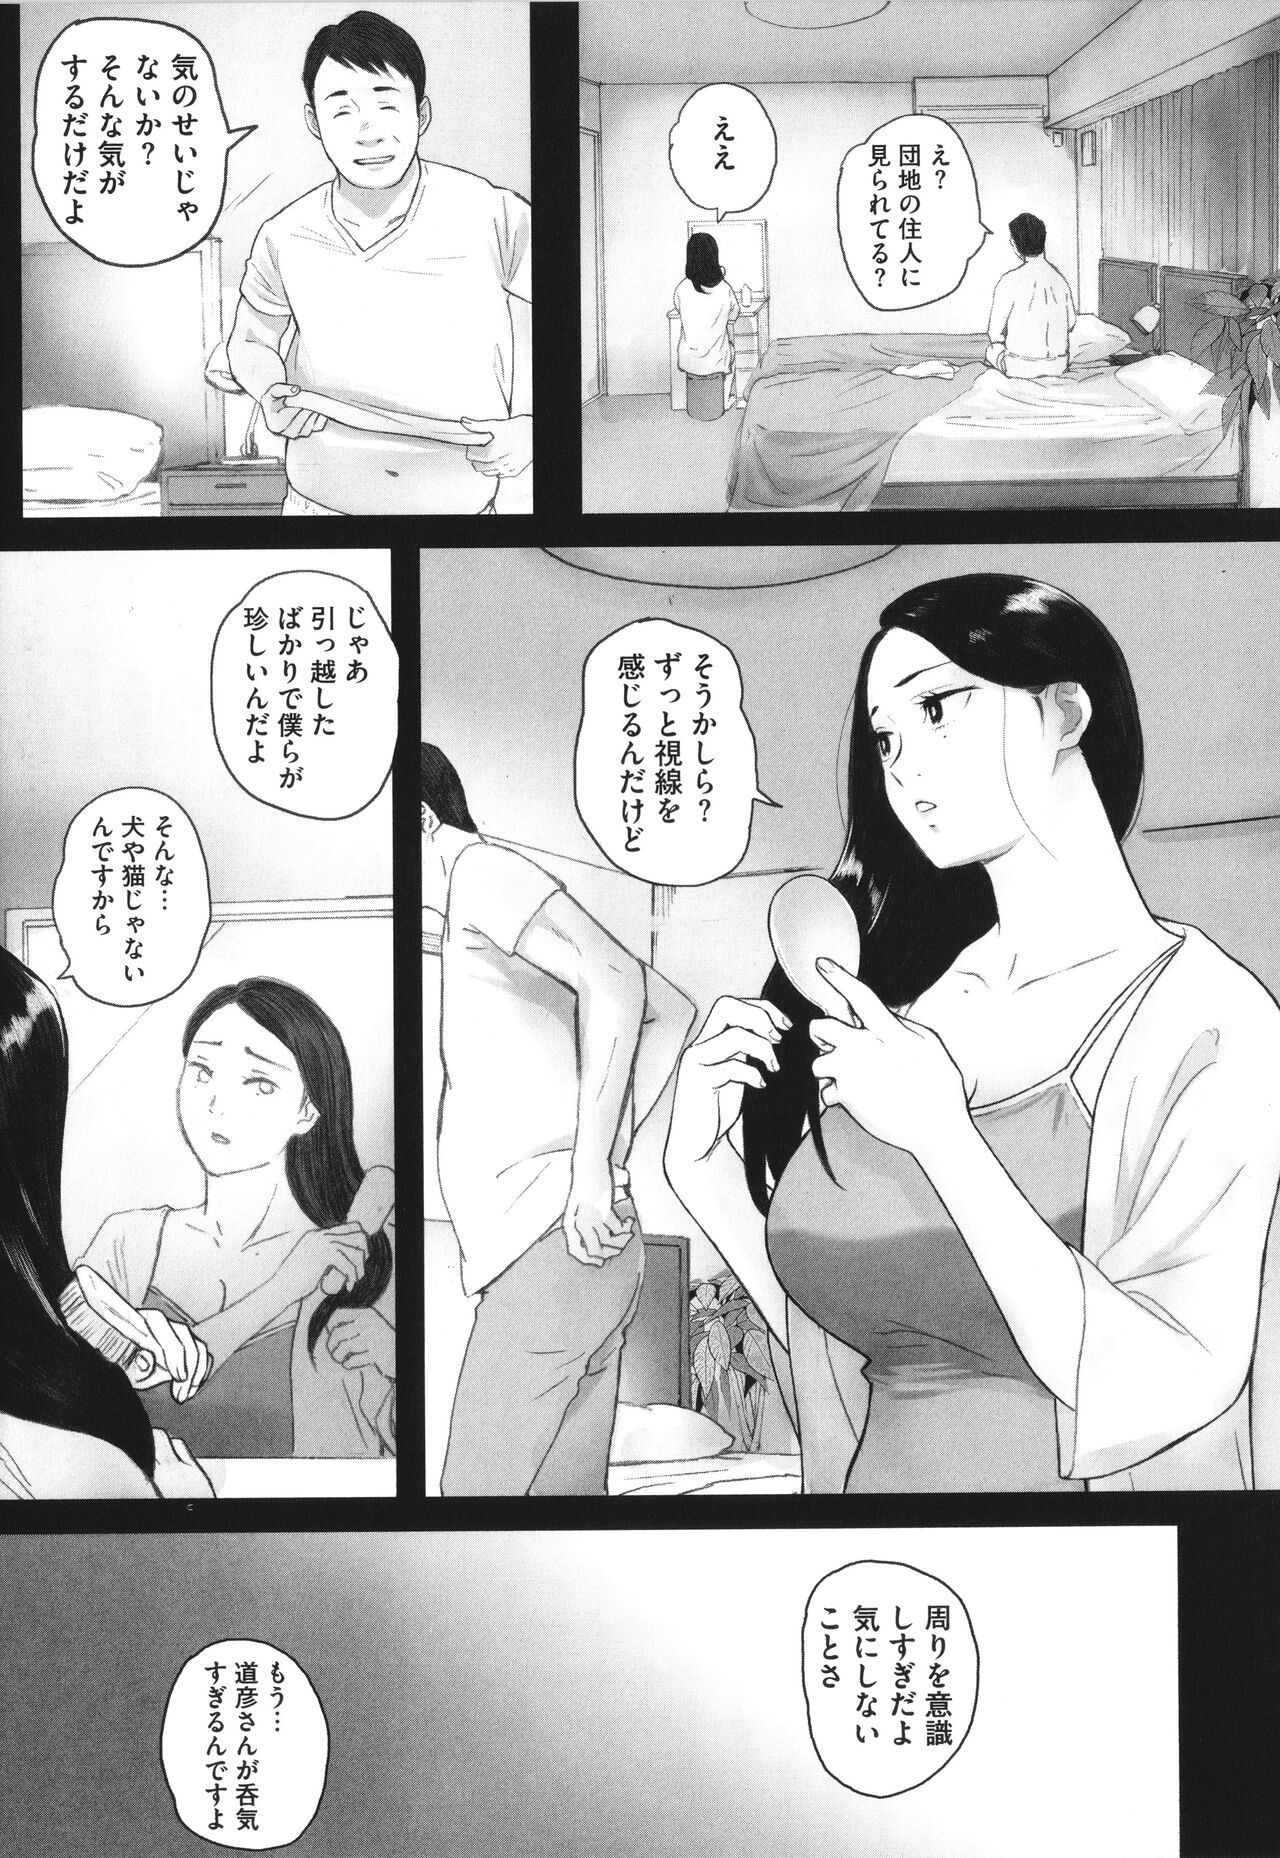 え？
団地の住人に
見られてる？
ええ
気のせいじゃ
ないか？
そんな気が
するだけだよ
そうかしら？
ずっと視線を
感じるんだけど
じゃあ
引っ越した
ばかりで僕らが
珍しいんだよ
そんな…
犬や猫じゃない
んですから
周りを意識
しすぎだよ
気にしない
ことさ
もう…
道彦さんが呑気
すぎるんですよ